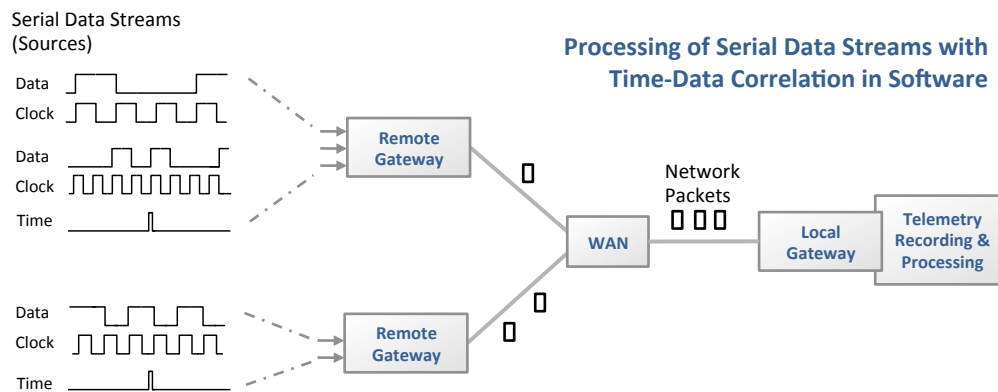 Serial Data Streams
(Sources)
Processing of Serial Data Streams with
Time-Data Correlation in Software
Data
Clock
Data
Clock
Time
Remote
Gateway
Network
Packets
WAN
Local
Gateway
Telemetry
Recording &
Processing
Data
Clock
Time
Remote
Gateway